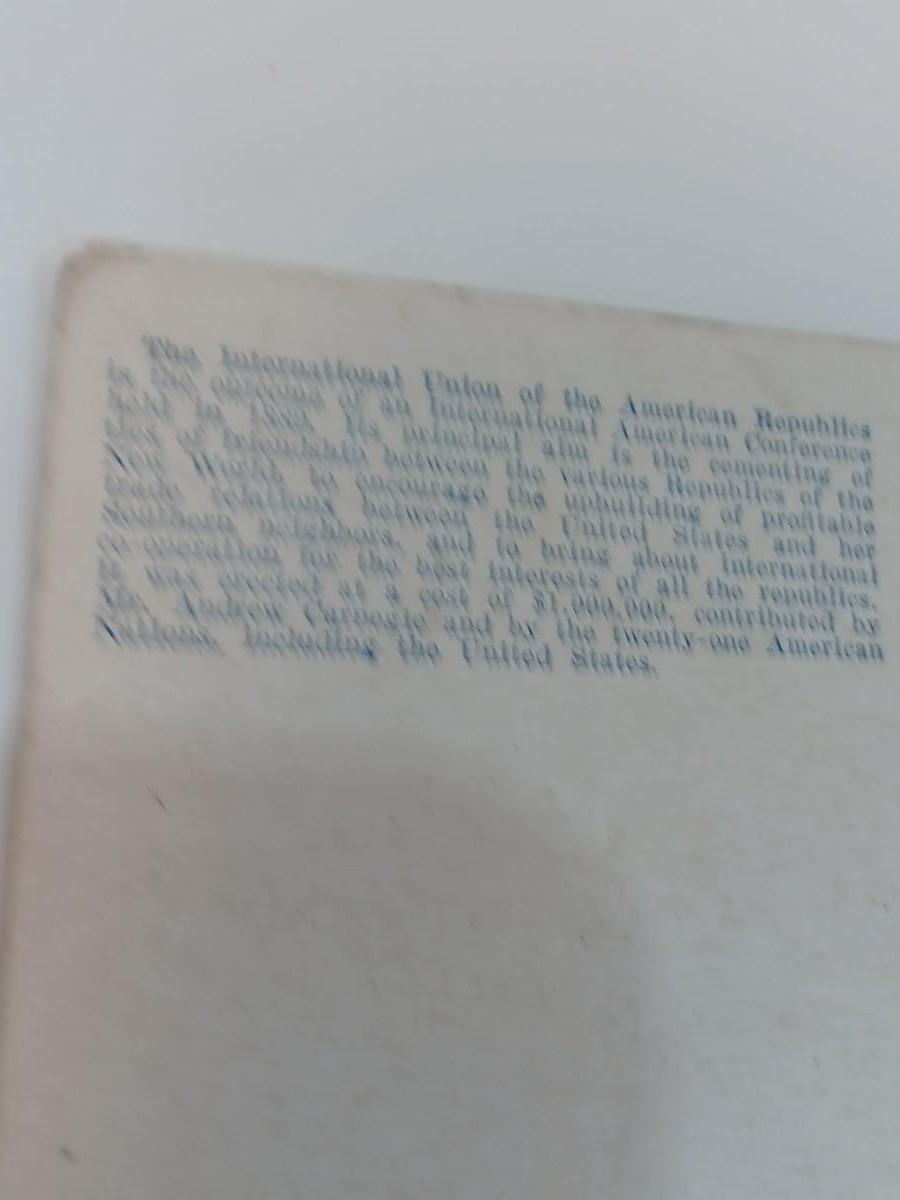 The International Union of the American Republics
is the outcome of an International American Conference
held in 1889. Its principal aim is the cementing of
ties of friendship between the various Republics of the
New World, to encourage the upbuilding of profitable
trade relations between the United States and her
Southern neighbors, and to bring about international
co-operation for the best interests of all the republics.
It was erected at a cost of $1,000,000, contributed by
Mr. Andrew Carnegie and by the twenty-one American
Nations, including the United States.